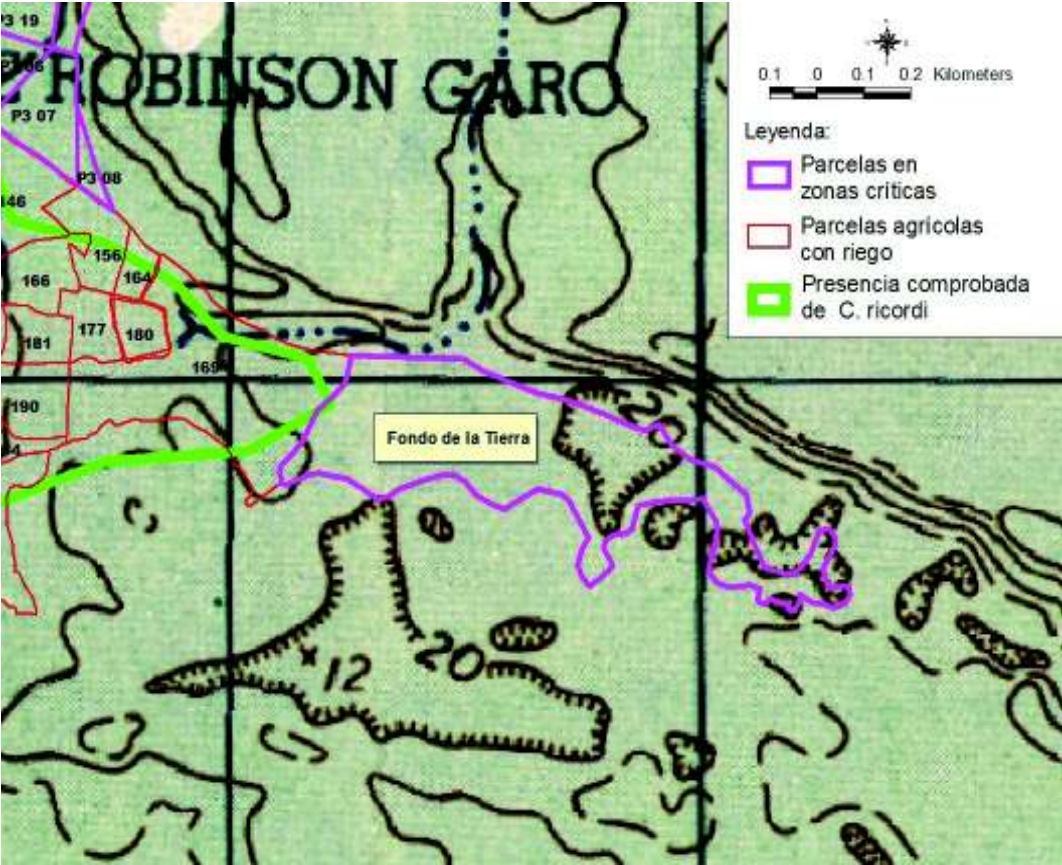 P3 19
ROBINSON GARO
P3 07
P3 08
146
156
166
164
177
180
181
169
190
20
Fondo de la Tierra
20
12
0.1 0 0.1 0.2 Kilometers
Leyenda:
Parcelas en
zonas críticas
Parcelas agrícolas
con riego
Presencia comprobada
de C. ricordi